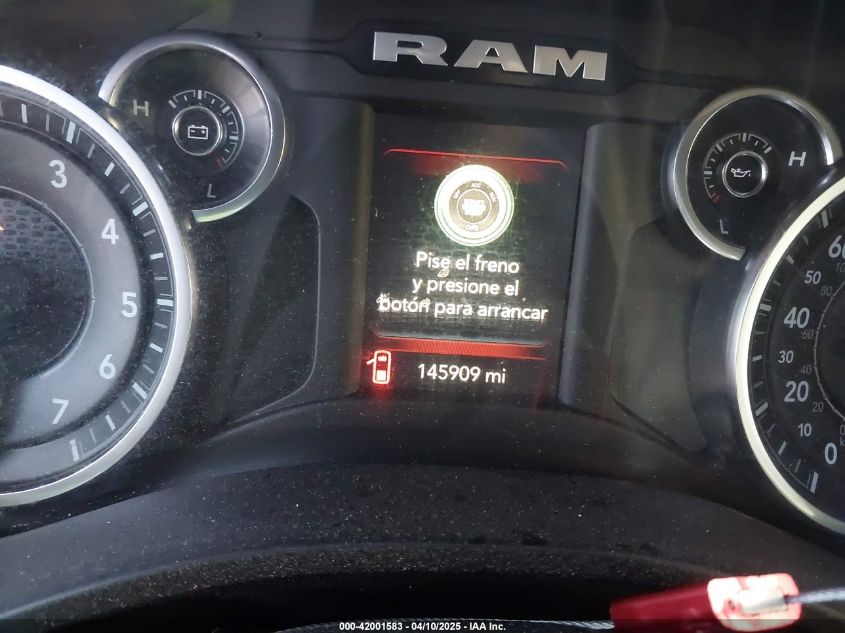 RAM
H
L
H
L
3
4
5
6
7
Pise el freno
y presione el
botón para arrancar
145909 mi
60
50
40
30
20
10
0
000-42001583 - 04/10/2025 - IAA Inc.